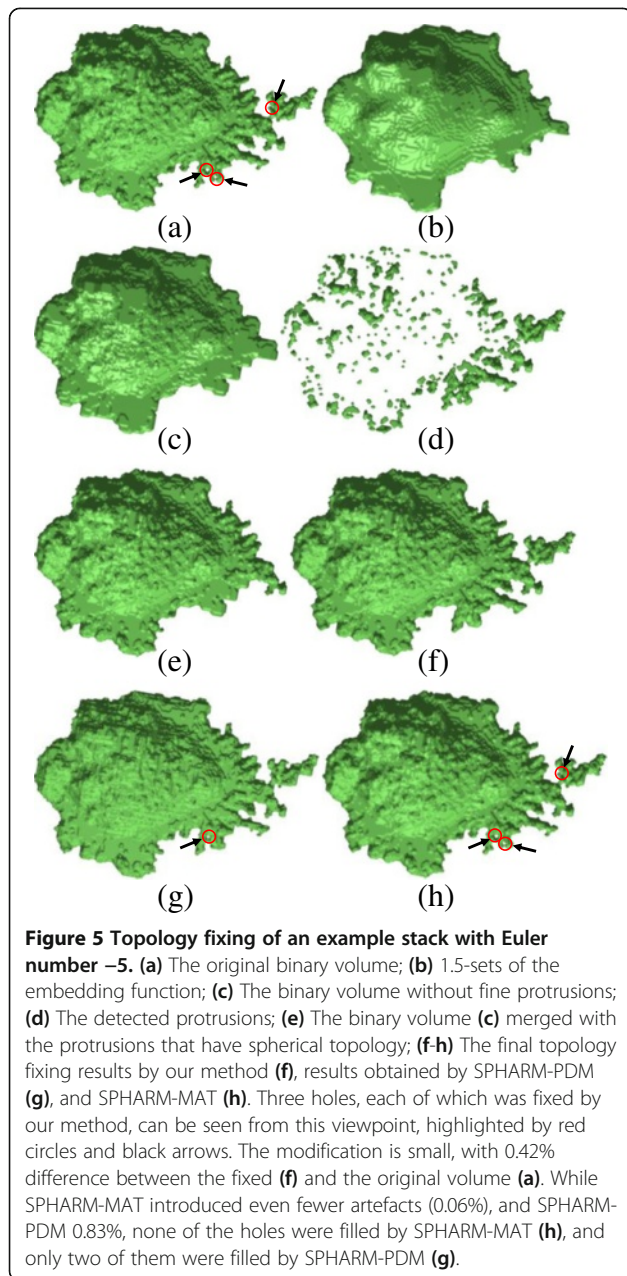 (a)
(b)
(c)
(d)
(e)
(f)
(g)
(h)
Figure 5 Topology fixing of an example stack with Euler
number −5. (a) The original binary volume; (b) 1.5-sets of the
embedding function; (c) The binary volume without fine protrusions;
(d) The detected protrusions; (e) The binary volume (c) merged with
the protrusions that have spherical topology; (f-h) The final topology
fixing results by our method (f), results obtained by SPHARM-PDM
(g), and SPHARM-MAT (h). Three holes, each of which was fixed by
our method, can be seen from this viewpoint, highlighted by red
circles and black arrows. The modification is small, with 0.42%
difference between the fixed (f) and the original volume (a). While
SPHARM-MAT introduced even fewer artefacts (0.06%), and SPHARM-
PDM 0.83%, none of the holes were filled by SPHARM-MAT (h), and
only two of them were filled by SPHARM-PDM (g).